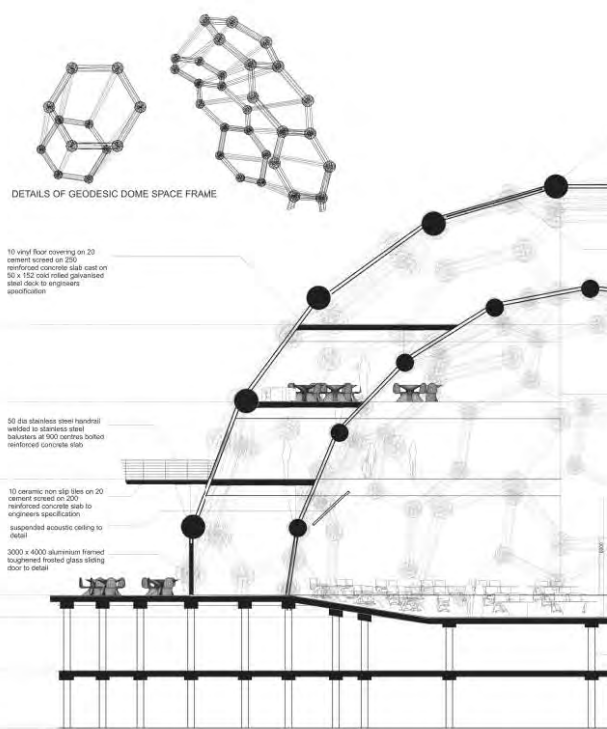 DETAILS OF GEODESIC DOME SPACE FRAME
10 vinyl floor covering on 20
cement screed on 250
reinforced concrete slab cast on
50 x 152 cold rolled galvanised
steel deck to engineers
specification
50 dia stainless steel handrail
welded to stainless steel
balusters at 900 centres bolted
reinforced concrete slab
10 ceramic non slip tiles on 20
cement screed on 200
reinforced concrete slab to
engineers specification
suspended acoustic ceiling to
detail
3000 x 4000 aluminium framed
toughened frosted glass sliding
door to detail